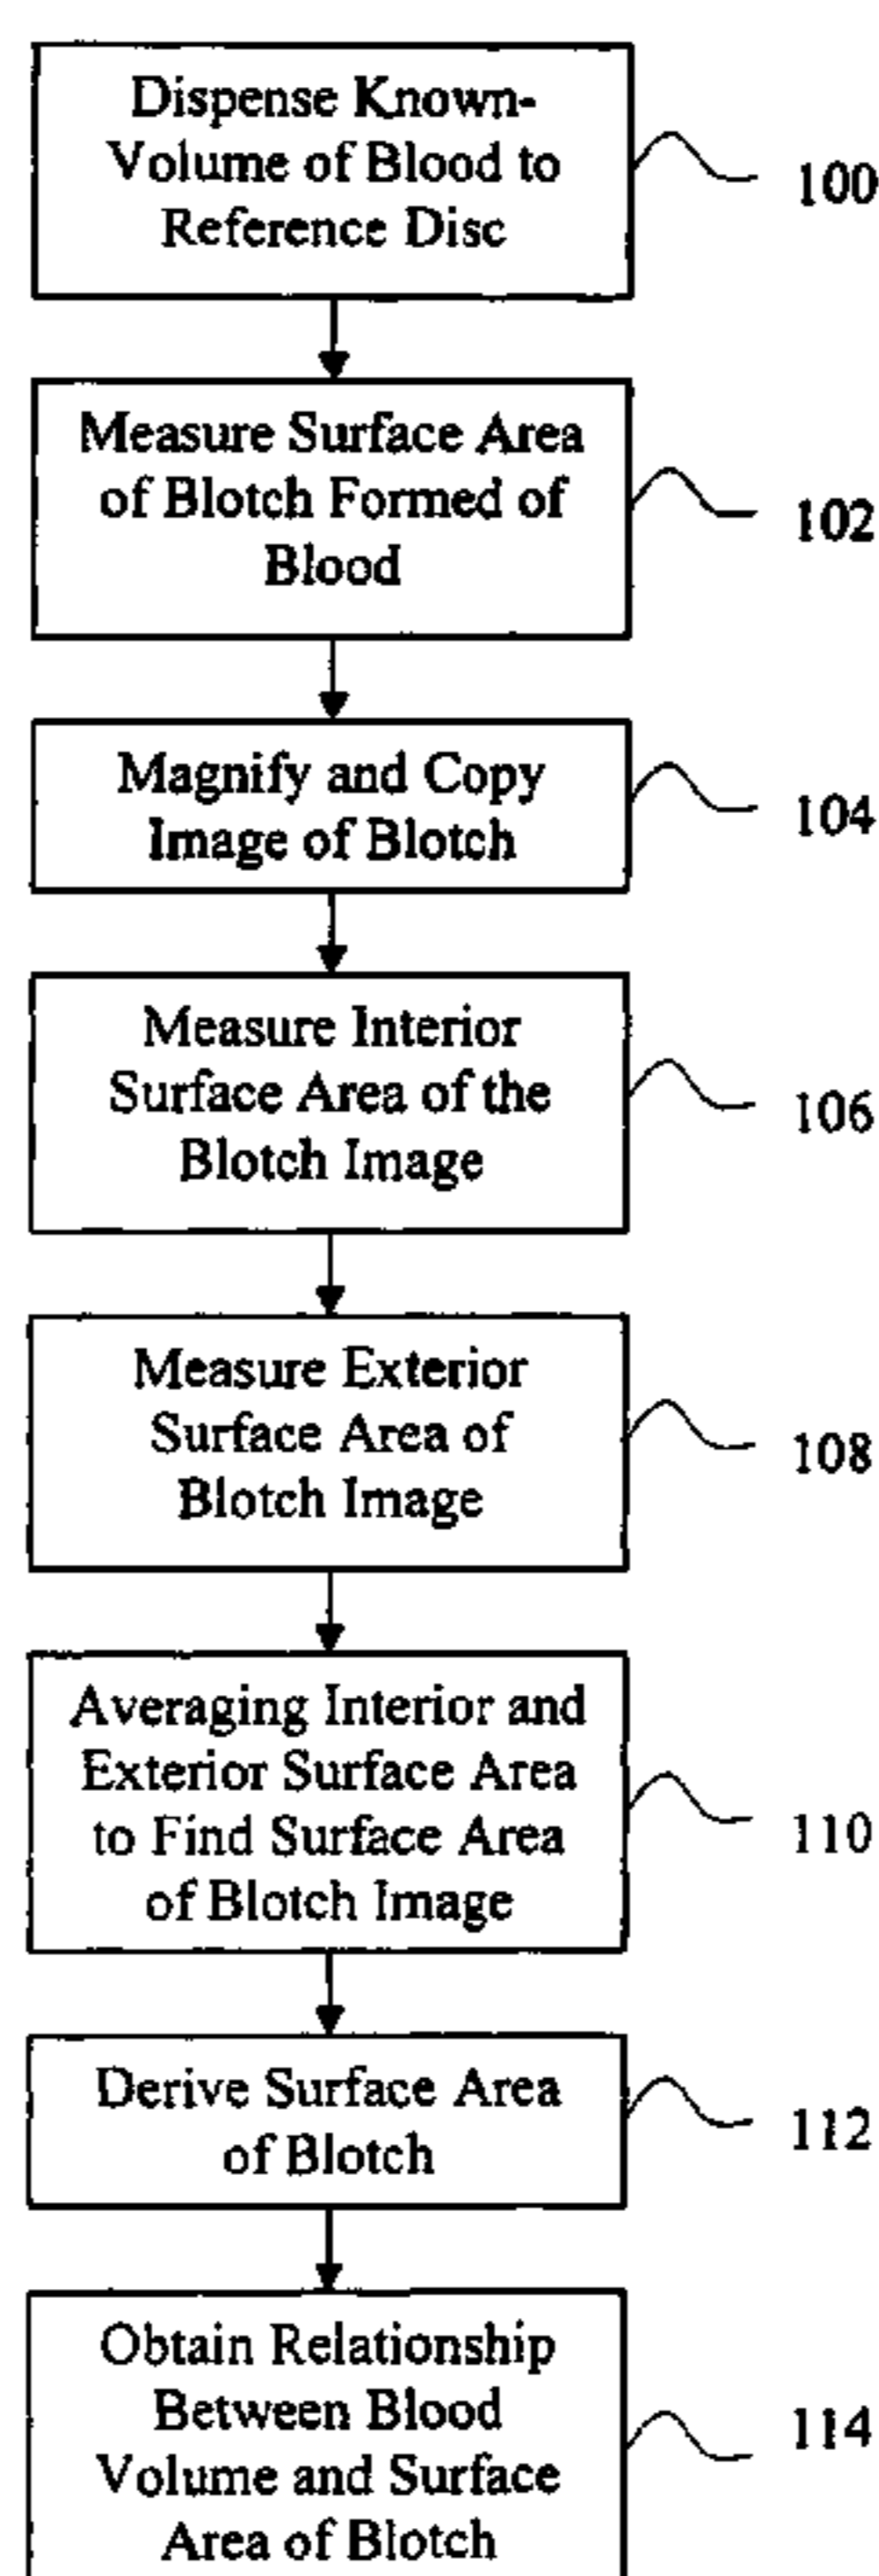 Dispense Known-
Volume of Blood to
Reference Disc
100
Measure Surface Area
of Blotch Formed of
Blood
102
Magnify and Copy
Image of Blotch
104
Measure Interior
Surface Area of the
Blotch Image
106
Measure Exterior
Surface Area of
Blotch Image
108
Averaging Interior and
Exterior Surface Area
to Find Surface Area
of Blotch Image
110
Derive Surface Area
of Blotch
112
Obtain Relationship
Between Blood
Volume and Surface
Area of Blotch
114